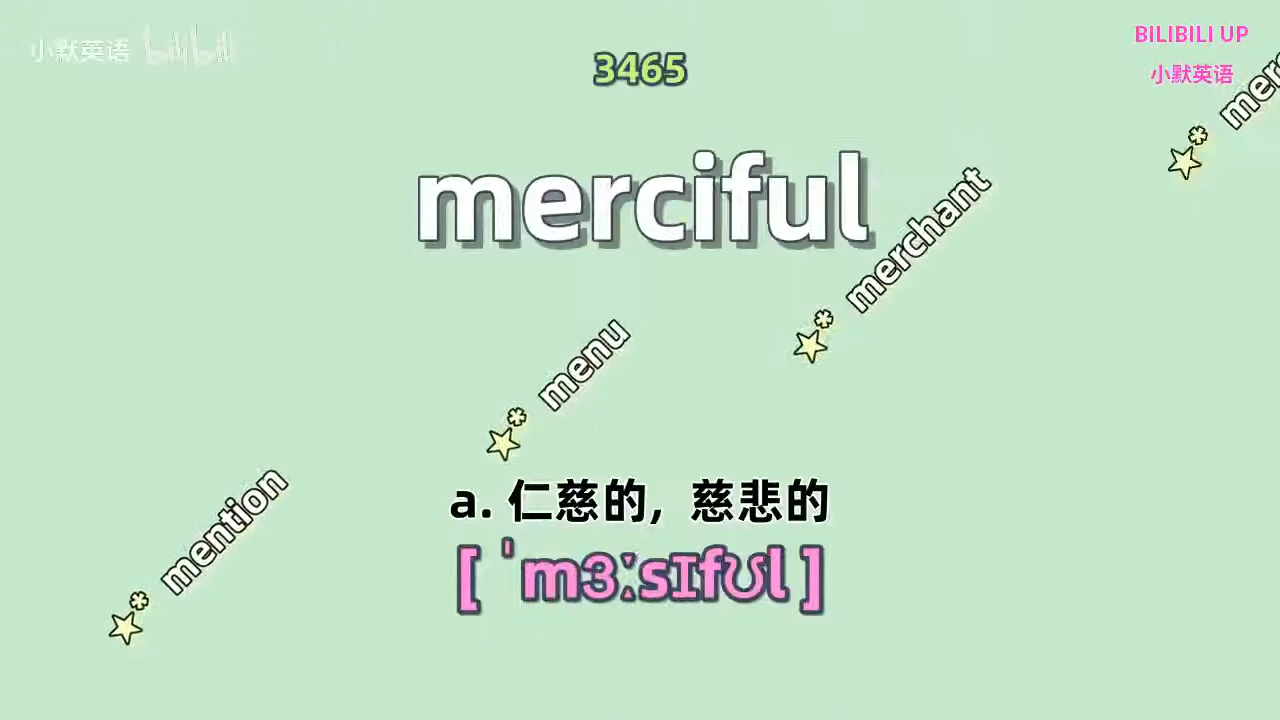 小默英语 bilibili
BILIBILI UP
小默英语
3465
merciful
merchant
menu
mention
a. 仁慈的, 慈悲的
[ ˈmɜːsɪfʊl ]